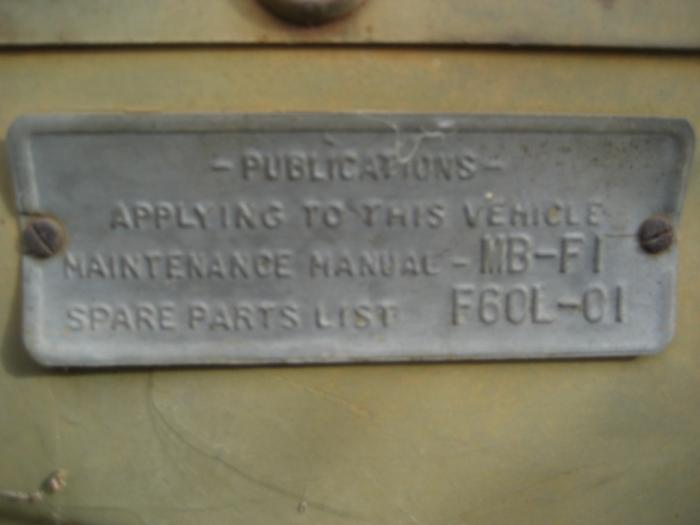 - PUBLICATIONS -
APPLYING TO THIS VEHICLE
MAINTENANCE MANUAL - MB-F1
SPARE PARTS LIST F60L-01